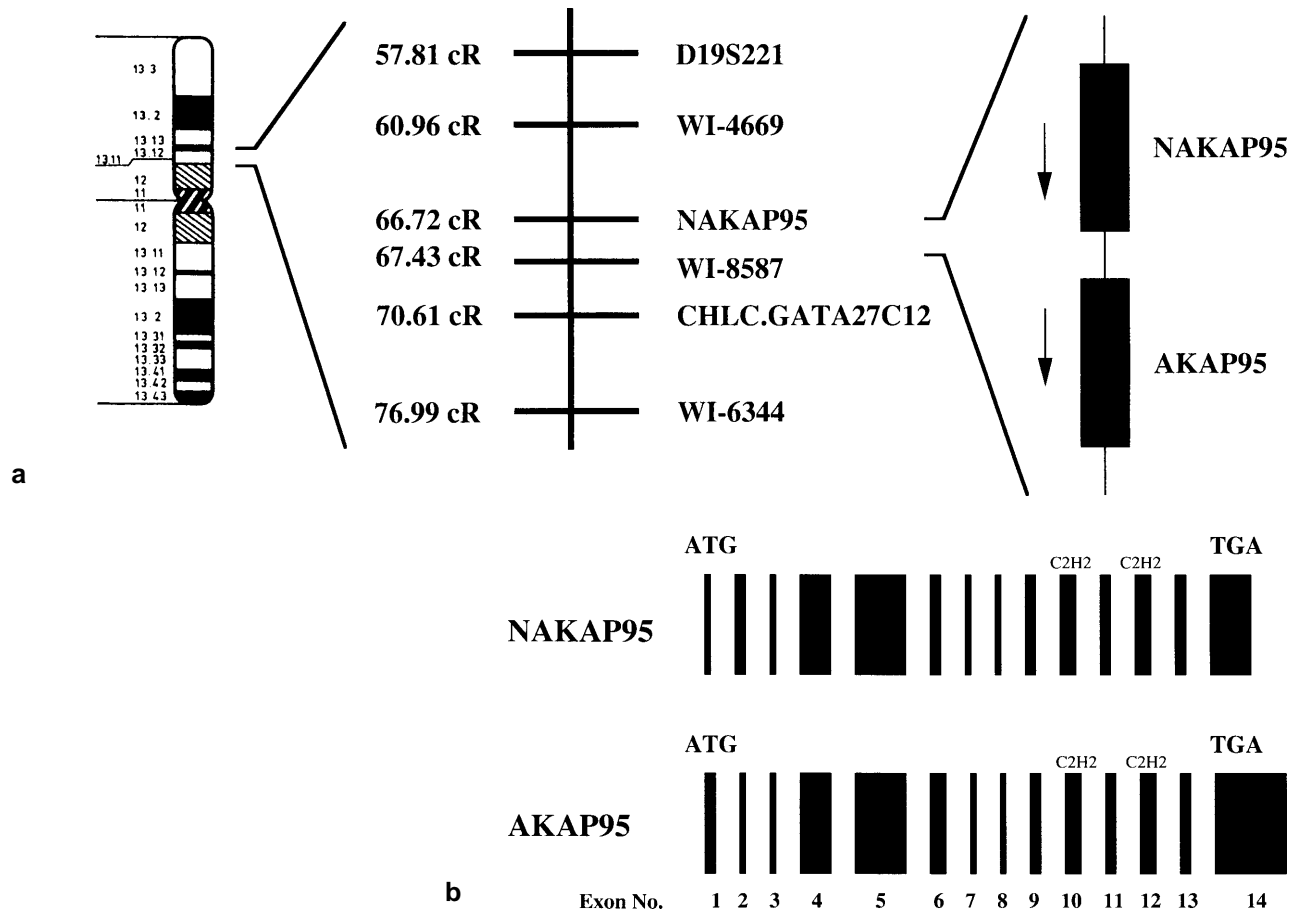 13 3
13.2
13 13
13.12
13.11
12
11
11
12
13 11
13 12
13 13
13 2
13 31
13 32
13.33
13.41
13.42
13 43
57.81 cR D19S221
60.96 cR WI-4669
66.72 cR NAKAP95
67.43 cR WI-8587
70.61 cR CHLC.GATA27C12
76.99 cR WI-6344
NAKAP95
AKAP95
a
ATG TGA
C2H2 C2H2
NAKAP95
ATG TGA
C2H2 C2H2
AKAP95
b
Exon No. 1 2 3 4 5 6 7 8 9 10 11 12 13 14